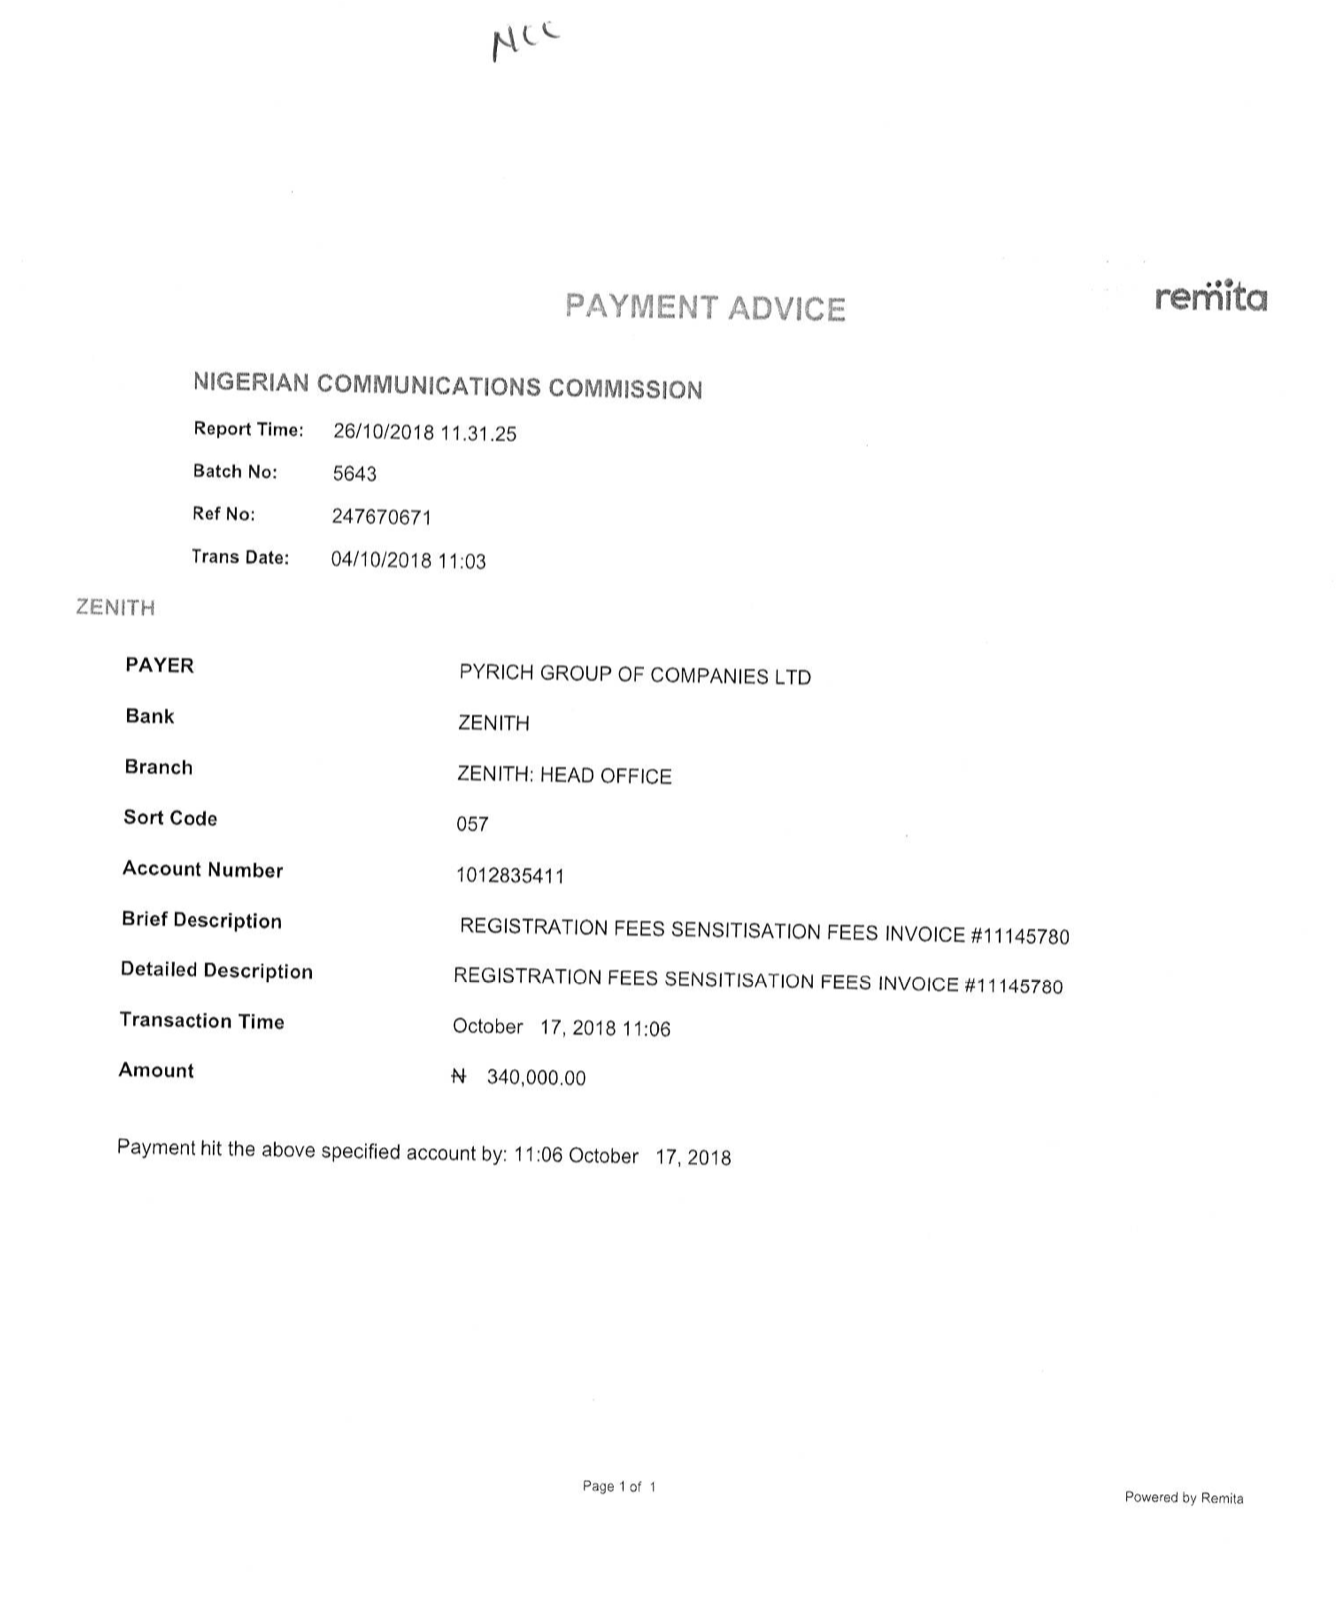 NCC
remita
PAYMENT ADVICE
NIGERIAN COMMUNICATIONS COMMISSION
Report Time: 26/10/2018 11.31.25
Batch No: 5643
Ref No: 247670671
Trans Date: 04/10/2018 11:03
ZENITH
PAYER PYRICH GROUP OF COMPANIES LTD
Bank ZENITH
Branch ZENITH: HEAD OFFICE
Sort Code 057
Account Number 1012835411
Brief Description REGISTRATION FEES SENSITISATION FEES INVOICE #11145780
Detailed Description REGISTRATION FEES SENSITISATION FEES INVOICE #11145780
Transaction Time October 17, 2018 11:06
Amount ₦ 340,000.00
Payment hit the above specified account by: 11:06 October 17, 2018
Page 1 of 1
Powered by Remita